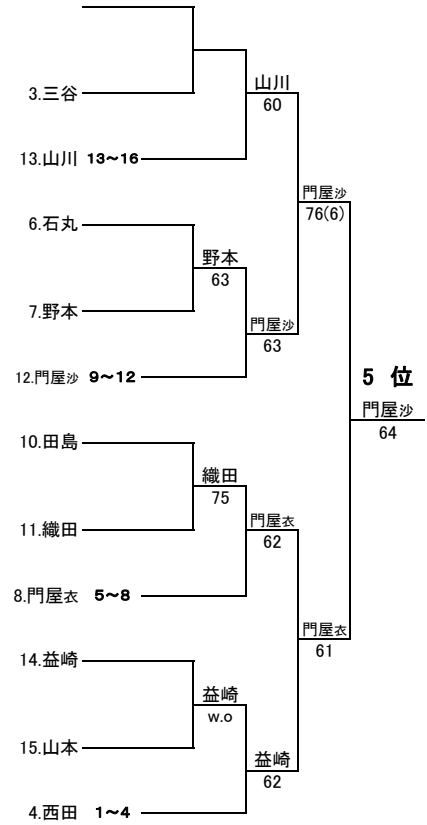 山川
3.三谷
60
13.山川 13~16
門屋沙
76(6)
6.石丸
野本
63
7.野本
門屋沙
63
12.門屋沙 9~12
5 位
門屋沙
64
10.田島
織田
75
門屋衣
62
11.織田
8.門屋衣 5~8
門屋衣
61
14.益崎
益崎
w.o
15.山本
益崎
62
4.西田 1~4